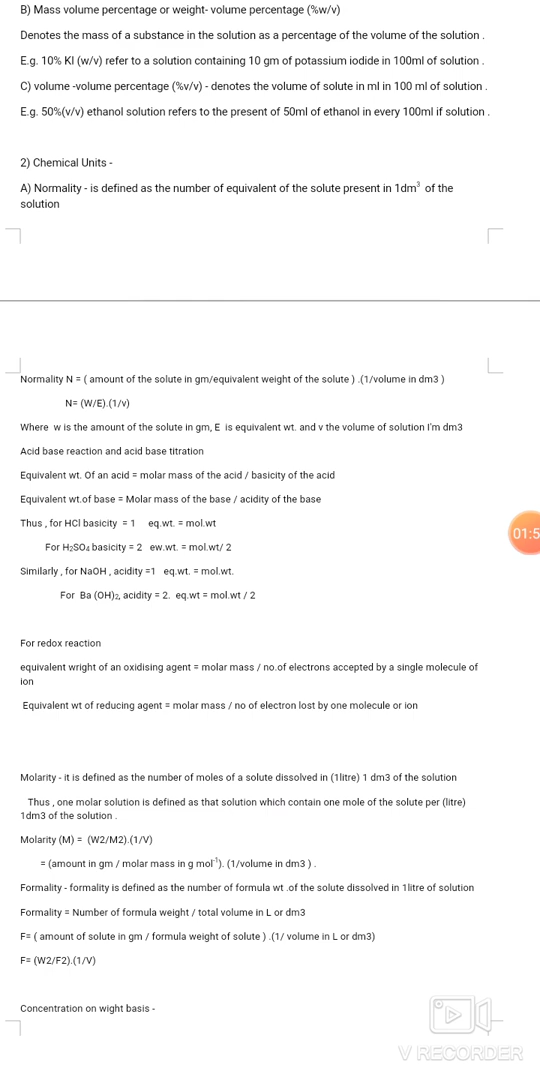 B) Mass volume percentage or weight- volume percentage (%w/v)
Denotes the mass of a substance in the solution as a percentage of the volume of the solution .
E.g. 10% KI (w/v) refer to a solution containing 10 gm of potassium iodide in 100ml of solution .
C) volume -volume percentage (%v/v) - denotes the volume of solute in ml in 100 ml of solution .
E.g. 50%(v/v) ethanol solution refers to the present of 50ml of ethanol in every 100ml if solution .
2) Chemical Units -
A) Normality - is defined as the number of equivalent of the solute present in 1dm³ of the
solution
Normality N = ( amount of the solute in gm/equivalent weight of the solute ) .(1/volume in dm3 )
N= (W/E).(1/v)
Where w is the amount of the solute in gm, E is equivalent wt. and v the volume of solution I'm dm3
Acid base reaction and acid base titration
Equivalent wt. Of an acid = molar mass of the acid / basicity of the acid
Equivalent wt.of base = Molar mass of the base / acidity of the base
Thus , for HCl basicity = 1 eq.wt. = mol.wt
For H₂SO₄ basicity = 2 ew.wt. = mol.wt/ 2
Similarly , for NaOH , acidity =1 eq.wt. = mol.wt.
For Ba (OH)₂, acidity = 2. eq.wt = mol.wt / 2
For redox reaction
equivalent wright of an oxidising agent = molar mass / no.of electrons accepted by a single molecule of
ion
Equivalent wt of reducing agent = molar mass / no of electron lost by one molecule or ion
Molarity - it is defined as the number of moles of a solute dissolved in (1litre) 1 dm3 of the solution
Thus , one molar solution is defined as that solution which contain one mole of the solute per (litre)
1dm3 of the solution .
Molarity (M) = (W2/M2).(1/V)
= (amount in gm / molar mass in g mol⁻¹). (1/volume in dm3 ) .
Formality - formality is defined as the number of formula wt .of the solute dissolved in 1litre of solution
Formality = Number of formula weight / total volume in L or dm3
F= ( amount of solute in gm / formula weight of solute ) .(1/ volume in L or dm3)
F= (W2/F2).(1/V)
Concentration on wight basis -
01:5
V RECORDER